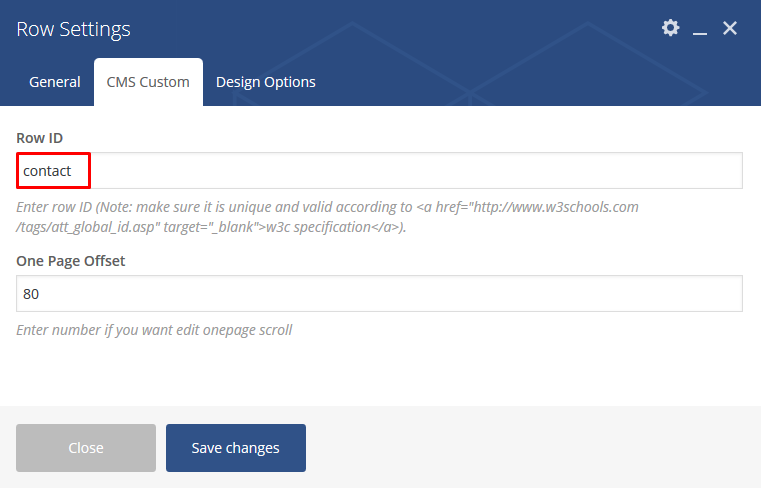 Row Settings
General CMS Custom Design Options
Row ID
contact
Enter row ID (Note: make sure it is unique and valid according to <a href="http://www.w3schools.com
/tags/att_global_id.asp" target="_blank">w3c specification</a>).
One Page Offset
80
Enter number if you want edit onepage scroll
Close Save changes